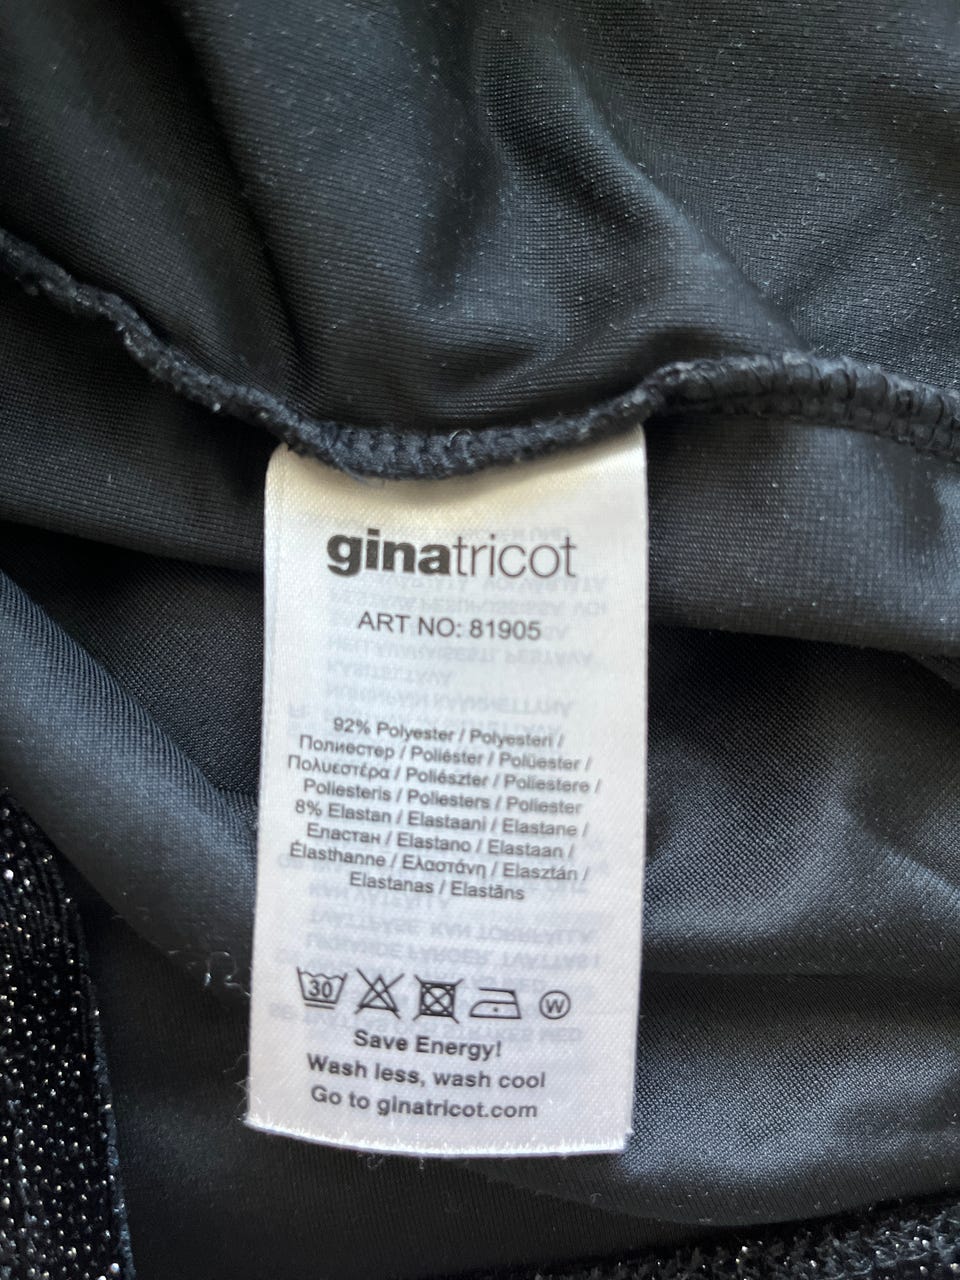 ginatricot
ART NO: 81905
92% Polyester / Polyesteri /
Полиестер / Poliéster / Polüester /
Πολυεστέρα / Poliészter / Poliestere /
Poliesteris / Poliesters / Poliester
8% Elastan / Elastaani / Elastane /
Еластан / Elastano / Elastaan /
Élasthanne / Ελαστάνη / Elasztán /
Elastanas / Elastāns
30 W
Save Energy!
Wash less, wash cool
Go to ginatricot.com